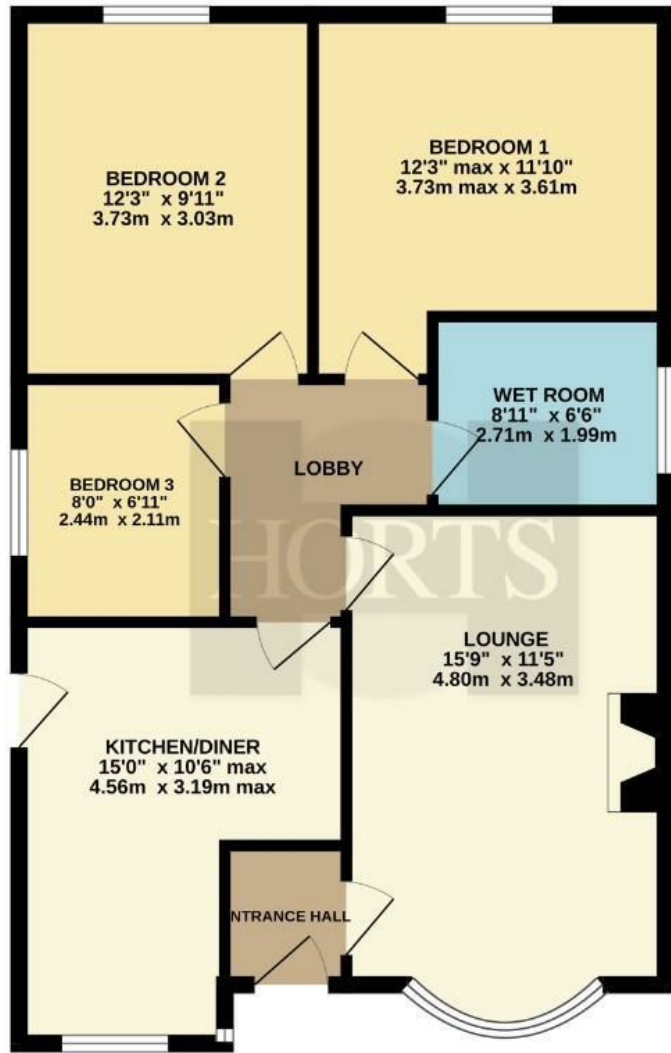 BEDROOM 2
12'3" x 9'11"
3.73m x 3.03m
BEDROOM 1
12'3" max x 11'10"
3.73m max x 3.61m
WET ROOM
8'11" x 6'6"
2.71m x 1.99m
LOBBY
BEDROOM 3
8'0" x 6'11"
2.44m x 2.11m
HORTS
LOUNGE
15'9" x 11'5"
4.80m x 3.48m
KITCHEN/DINER
15'0" x 10'6" max
4.56m x 3.19m max
NTRANCE HALL